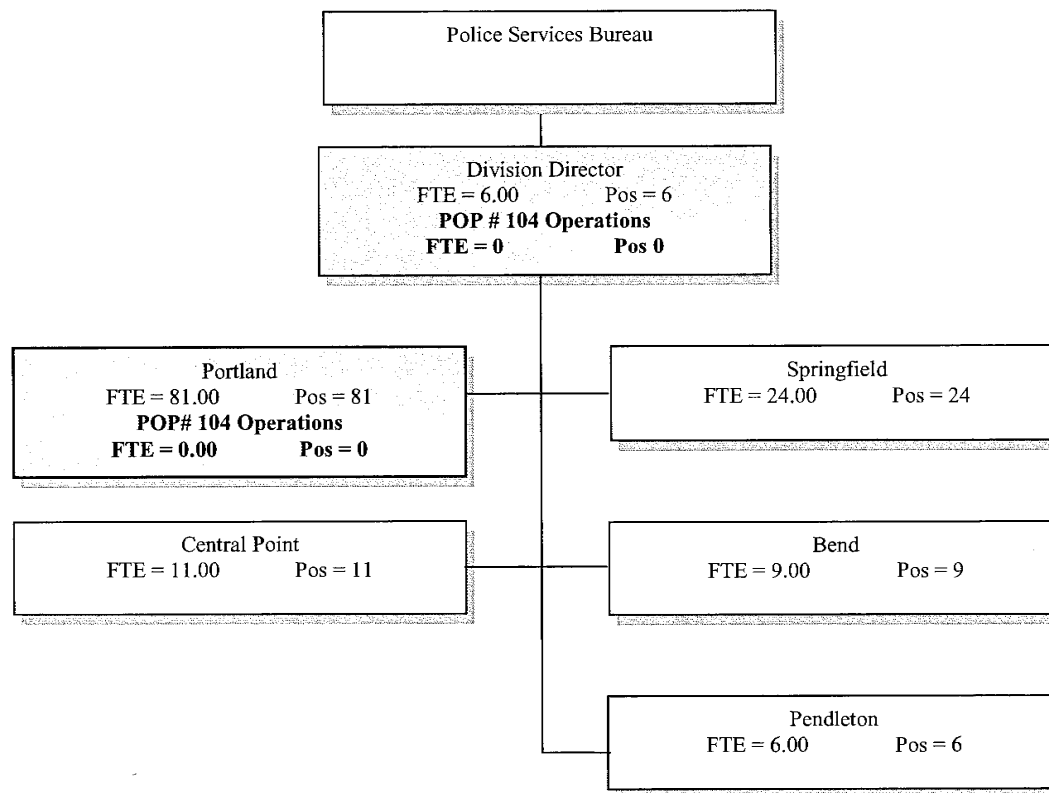 Police Services Bureau
Division Director
FTE = 6.00 Pos = 6
POP # 104 Operations
FTE = 0 Pos 0
Portland
FTE = 81.00 Pos = 81
POP# 104 Operations
FTE = 0.00 Pos = 0
Springfield
FTE = 24.00 Pos = 24
Central Point
FTE = 11.00 Pos = 11
Bend
FTE = 9.00 Pos = 9
Pendleton
FTE = 6.00 Pos = 6